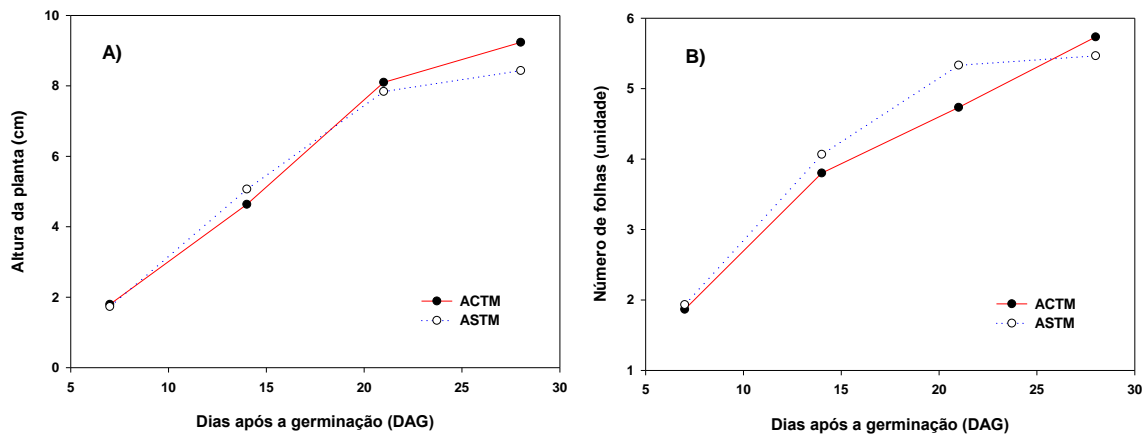 A)
Altura da planta (cm)
10
8
6
4
2
0
ACTM
ASTM
5 10 15 20 25 30
Dias após a germinação (DAG)
B)
Número de folhas (unidade)
6
5
4
3
2
1
ACTM
ASTM
5 10 15 20 25 30
Dias após a germinação (DAG)